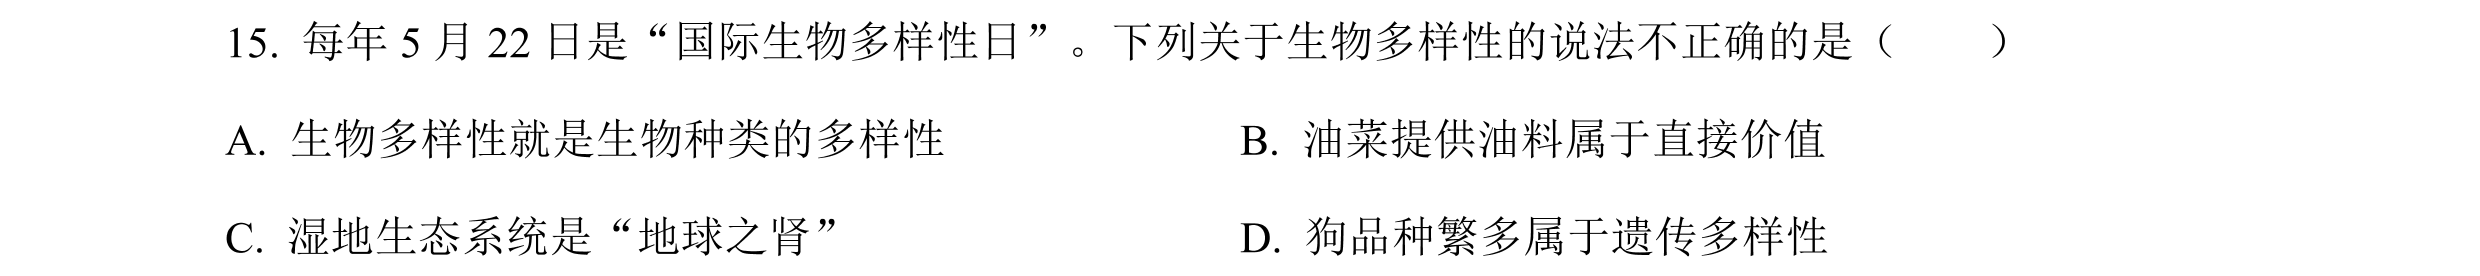 15. 每年 5 月 22 日是“国际生物多样性日”。下列关于生物多样性的说法不正确的是（　　）
A. 生物多样性就是生物种类的多样性 B. 油菜提供油料属于直接价值
C. 湿地生态系统是“地球之肾” D. 狗品种繁多属于遗传多样性